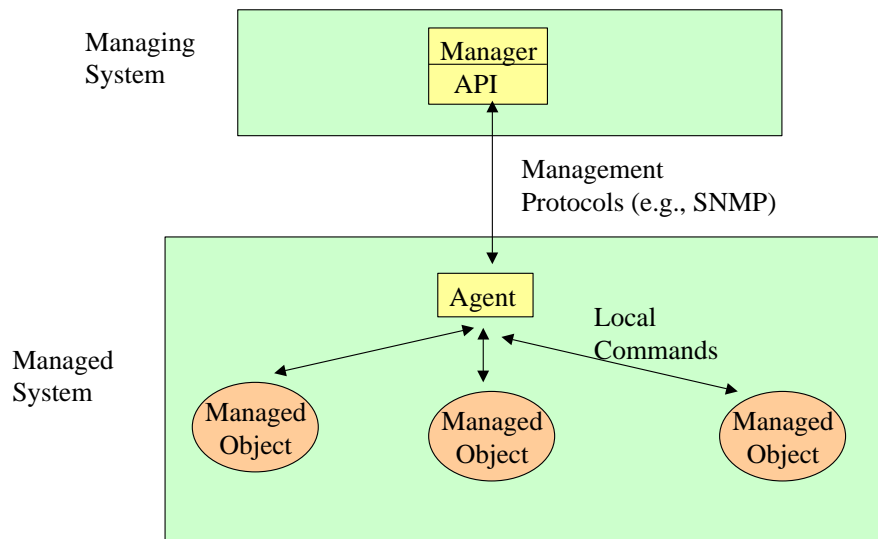 Managing
System
Manager
API
Management
Protocols (e.g., SNMP)
Agent
Local
Commands
Managed
System
Managed
Object
Managed
Object
Managed
Object